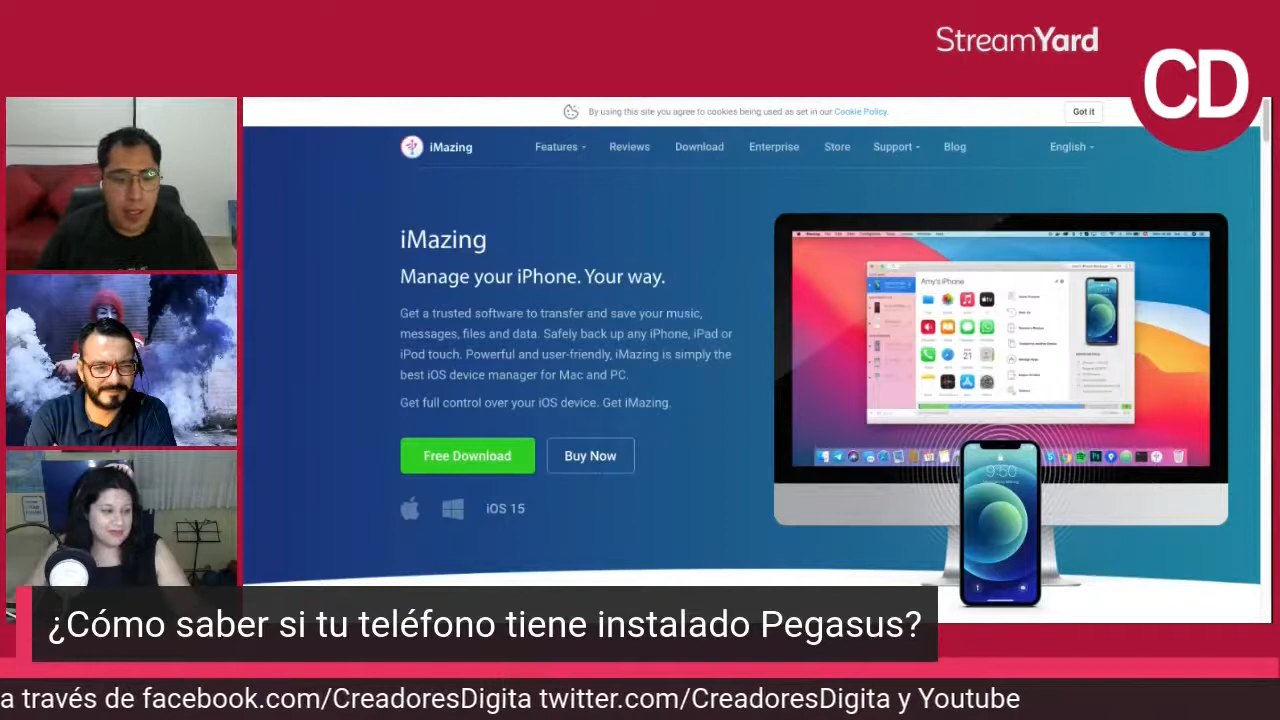 StreamYard
CD
By using this site you agree to cookies being used as set in our Cookie Policy.
Got it
iMazing
Features
Reviews
Download
Enterprise
Store
Support
Blog
English
iMazing
Manage your iPhone. Your way.
Get a trusted software to transfer and save your music,
messages, files and data. Safely back up any iPhone, iPad or
iPod touch. Powerful and user-friendly, iMazing is simply the
best iOS device manager for Mac and PC.
Get full control over your iOS device. Get iMazing.
Free Download
Buy Now
iOS 15
Amy's iPhone
21
9:50
¿Cómo saber si tu teléfono tiene instalado Pegasus?
a través de facebook.com/CreadoresDigita twitter.com/CreadoresDigita y Youtube